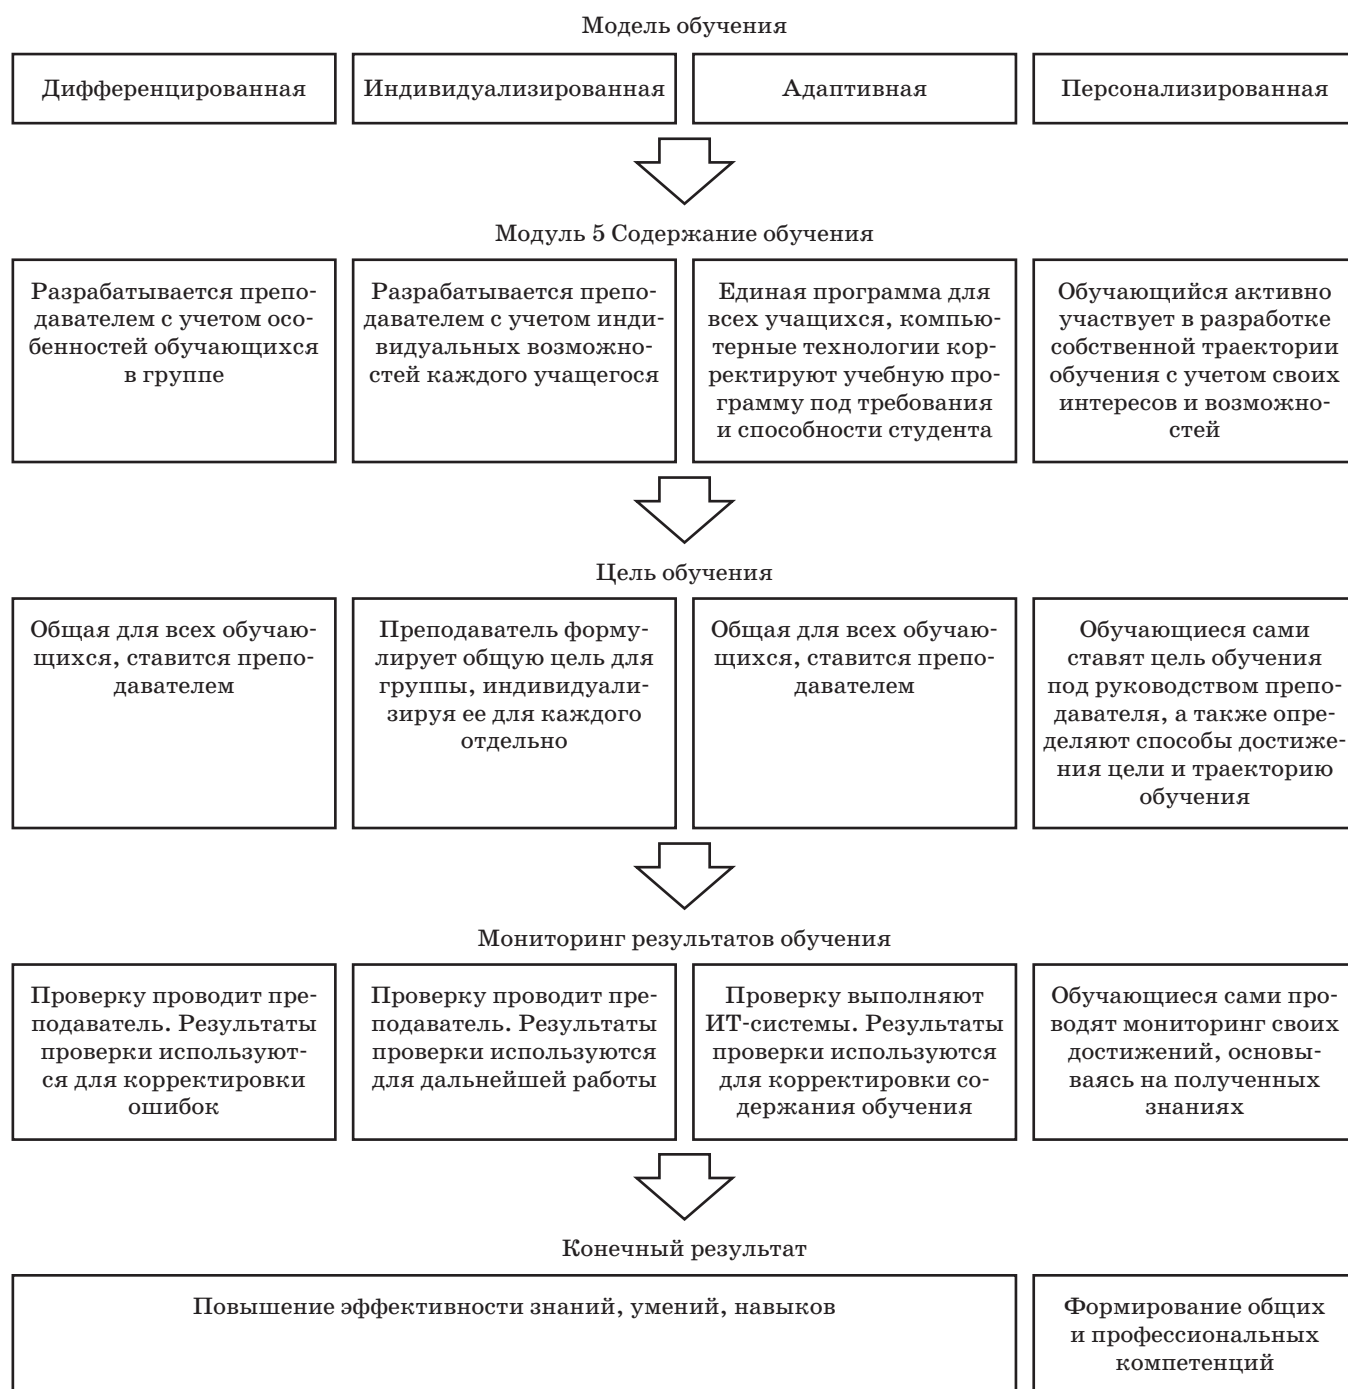 Модель обучения
Дифференцированная
Индивидуализированная
Адаптивная
Персонализированная
Модуль 5 Содержание обучения
Разрабатывается препо-
давателем с учетом осо-
бенностей обучающихся
в группе
Разрабатывается препо-
давателем с учетом инди-
видуальных возможно-
стей каждого учащегося
Единая программа для
всех учащихся, компью-
терные технологии кор-
ректируют учебную про-
грамму под требования
и способности студента
Обучающийся активно
участвует в разработке
собственной траектории
обучения с учетом своих
интересов и возможно-
стей
Цель обучения
Общая для всех обучаю-
щихся, ставится препо-
давателем
Преподаватель форму-
лирует общую цель для
группы, индивидуали-
зируя ее для каждого
отдельно
Общая для всех обучаю-
щихся, ставится препо-
давателем
Обучающиеся сами
ставят цель обучения
под руководством препо-
давателя, а также опре-
деляют способы достиже-
ния цели и траекторию
обучения
Мониторинг результатов обучения
Проверку проводит пре-
подаватель. Результаты
проверки используют-
ся для корректировки
ошибок
Проверку проводит пре-
подаватель. Результаты
проверки используются
для дальнейшей работы
Проверку выполняют
ИТ-системы. Результаты
проверки используются
для корректировки со-
держания обучения
Обучающиеся сами про-
водят мониторинг своих
достижений, основы-
ваясь на полученных
знаниях
Конечный результат
Повышение эффективности знаний, умений, навыков
Формирование общих
и профессиональных
компетенций